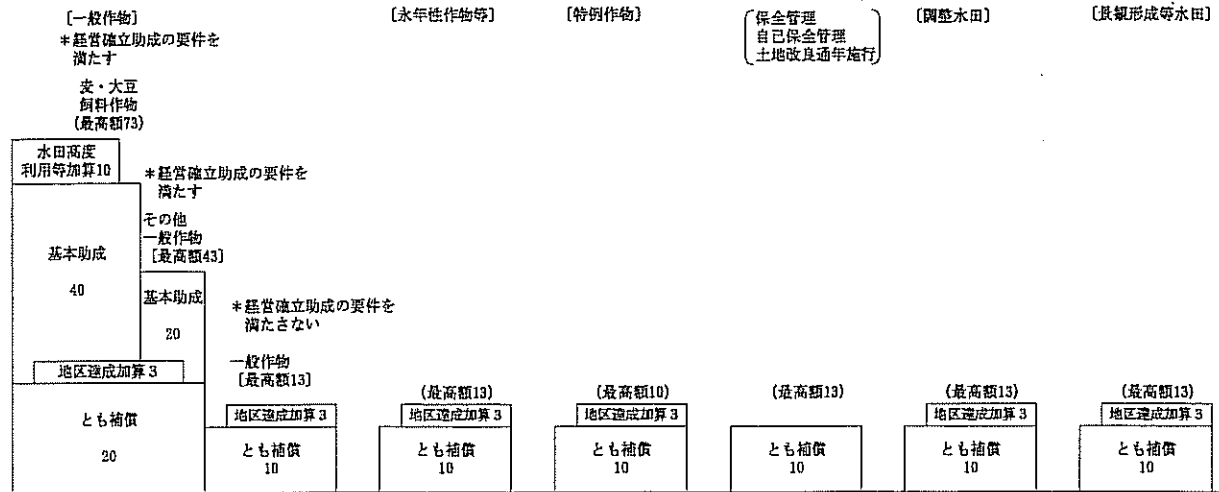 [一般作物]
*経営確立助成の要件を
満たす
麦・大豆
飼料作物
(最高額73)
水田高度
利用等加算10
基本助成
40
*経営確立助成の要件を
満たす
その他
一般作物
[最高額43]
基本助成
20
地区達成加算3
とも補償
20
*経営確立助成の要件を
満たさない
一般作物
[最高額13]
地区達成加算3
とも補償
10
[永年性作物等]
(最高額13)
地区達成加算3
とも補償
10
[特例作物]
(最高額10)
地区達成加算3
とも補償
10
保全管理
自己保全管理
土地改良通年施行
(最高額13)
とも補償
10
[調整水田]
(最高額13)
地区達成加算3
とも補償
10
[景観形成等水田]
(最高額13)
地区達成加算3
とも補償
10